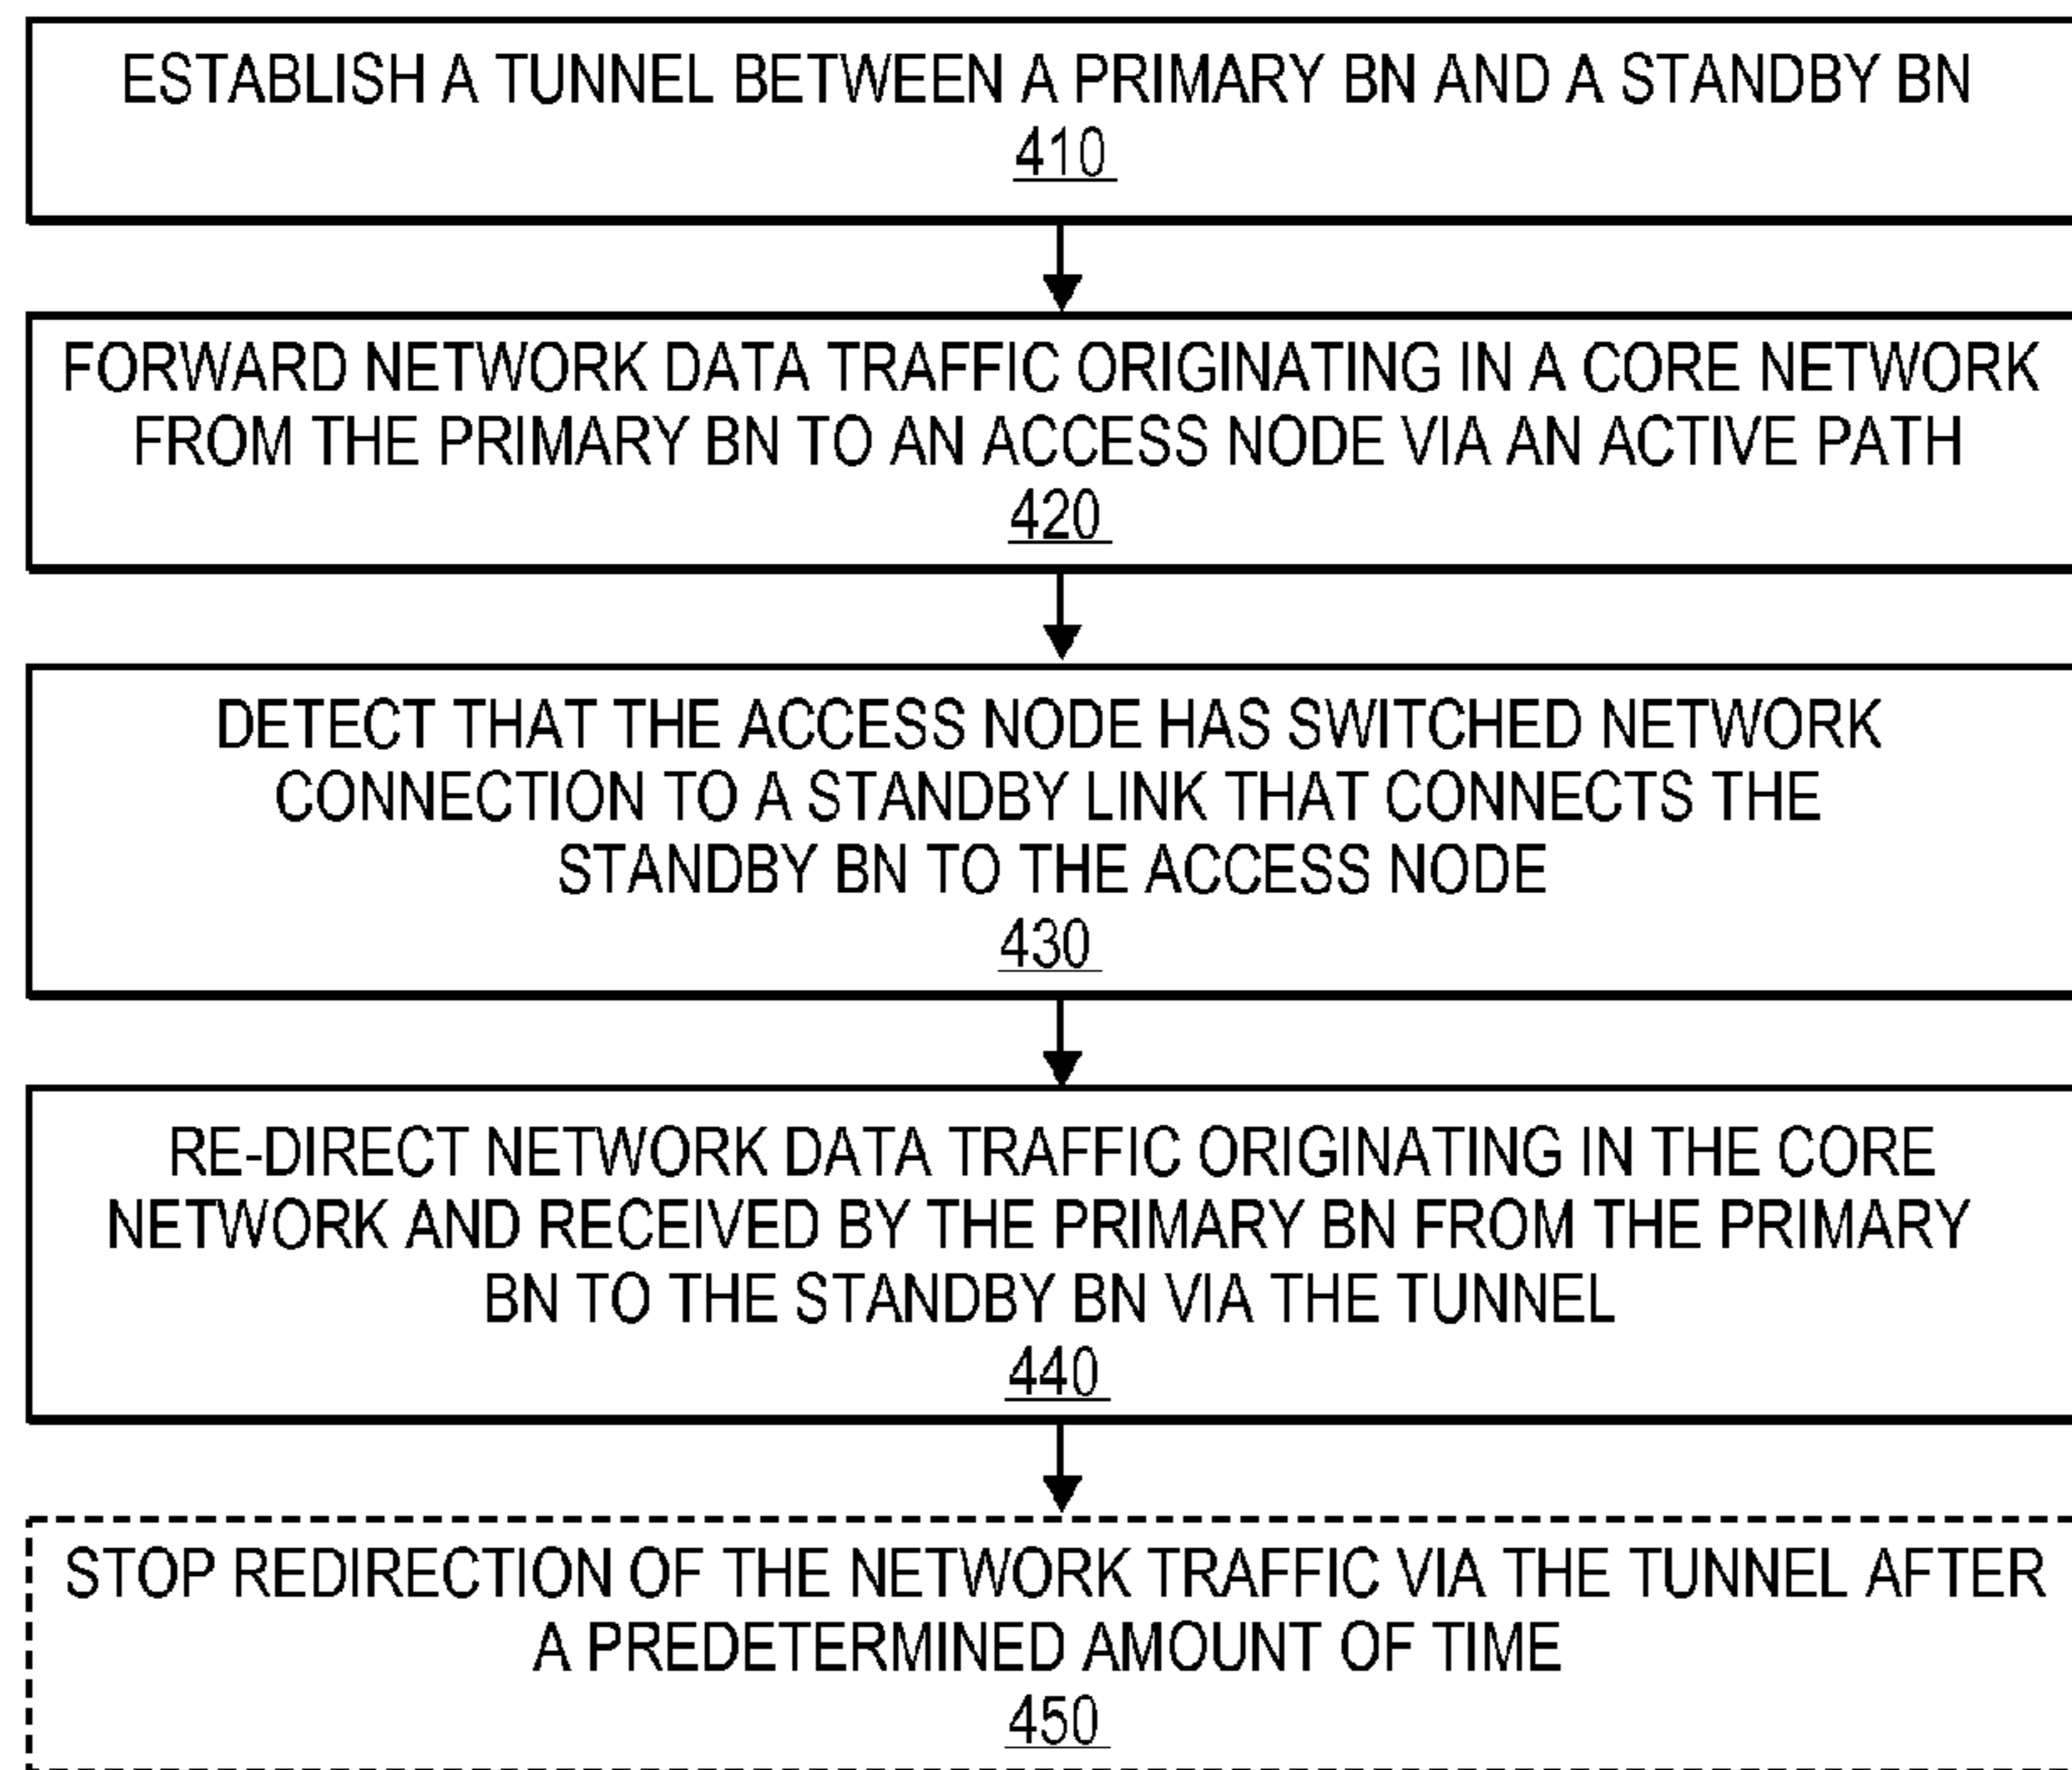 ESTABLISH A TUNNEL BETWEEN A PRIMARY BN AND A STANDBY BN
410
FORWARD NETWORK DATA TRAFFIC ORIGINATING IN A CORE NETWORK
FROM THE PRIMARY BN TO AN ACCESS NODE VIA AN ACTIVE PATH
420
DETECT THAT THE ACCESS NODE HAS SWITCHED NETWORK
CONNECTION TO A STANDBY LINK THAT CONNECTS THE
STANDBY BN TO THE ACCESS NODE
430
RE-DIRECT NETWORK DATA TRAFFIC ORIGINATING IN THE CORE
NETWORK AND RECEIVED BY THE PRIMARY BN FROM THE PRIMARY
BN TO THE STANDBY BN VIA THE TUNNEL
440
STOP REDIRECTION OF THE NETWORK TRAFFIC VIA THE TUNNEL AFTER
A PREDETERMINED AMOUNT OF TIME
450